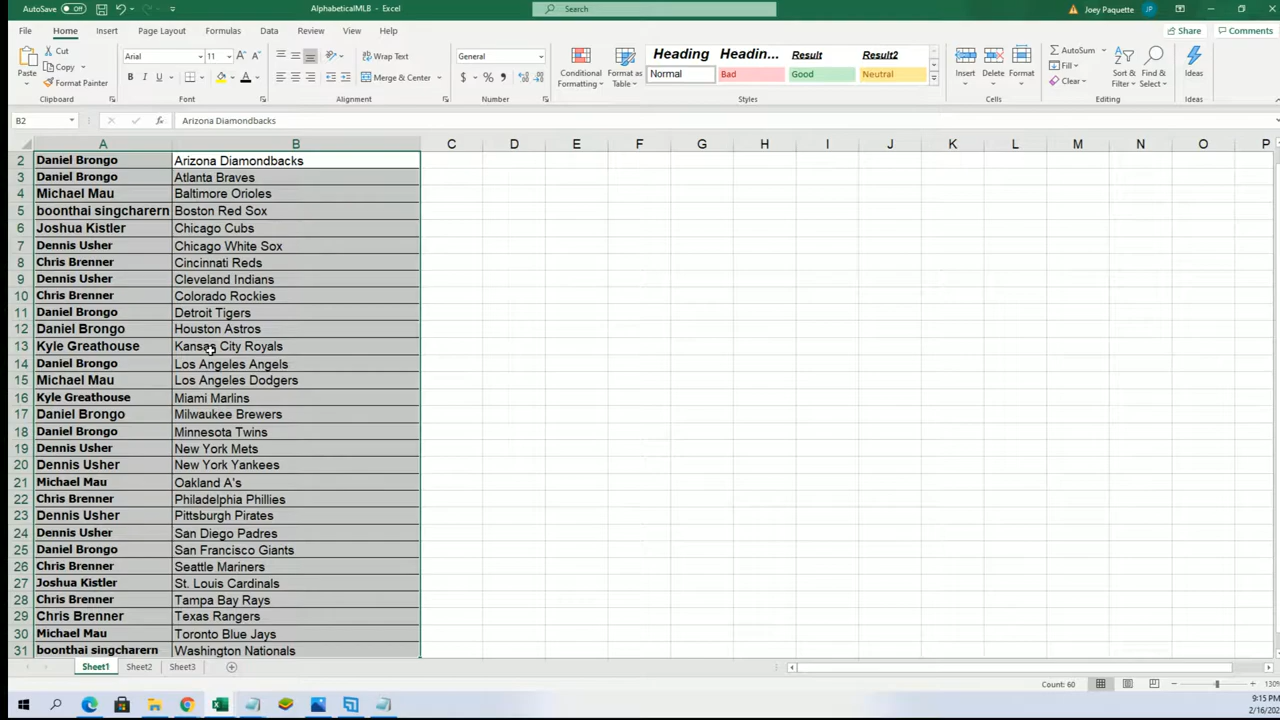 AutoSave Off AlphabeticalMLB - Excel Search Joey Paquette JP
File Home Insert Page Layout Formulas Data Review View Help Share Comments
Cut Arial 11 Wrap Text General Heading Headin... Result Result2 AutoSum
Copy Fill
Paste Format Painter B I U Merge & Center $ % Conditional Formatting Format as Table Normal Bad Good Neutral Insert Delete Format Clear Sort & Filter Find & Select Ideas
Clipboard Font Alignment Number Styles Cells Editing Ideas
B2 fx Arizona Diamondbacks
A B C D E F G H I J K L M N O P
2 Daniel Brongo Arizona Diamondbacks
3 Daniel Brongo Atlanta Braves
4 Michael Mau Baltimore Orioles
5 boonthai singcharern Boston Red Sox
6 Joshua Kistler Chicago Cubs
7 Dennis Usher Chicago White Sox
8 Chris Brenner Cincinnati Reds
9 Dennis Usher Cleveland Indians
10 Chris Brenner Colorado Rockies
11 Daniel Brongo Detroit Tigers
12 Daniel Brongo Houston Astros
13 Kyle Greathouse Kansas City Royals
14 Daniel Brongo Los Angeles Angels
15 Michael Mau Los Angeles Dodgers
16 Kyle Greathouse Miami Marlins
17 Daniel Brongo Milwaukee Brewers
18 Daniel Brongo Minnesota Twins
19 Dennis Usher New York Mets
20 Dennis Usher New York Yankees
21 Michael Mau Oakland A's
22 Chris Brenner Philadelphia Phillies
23 Dennis Usher Pittsburgh Pirates
24 Dennis Usher San Diego Padres
25 Daniel Brongo San Francisco Giants
26 Chris Brenner Seattle Mariners
27 Joshua Kistler St. Louis Cardinals
28 Chris Brenner Tampa Bay Rays
29 Chris Brenner Texas Rangers
30 Michael Mau Toronto Blue Jays
31 boonthai singcharern Washington Nationals
Sheet1 Sheet2 Sheet3
Count: 60 130%
9:15 PM
2/16/202